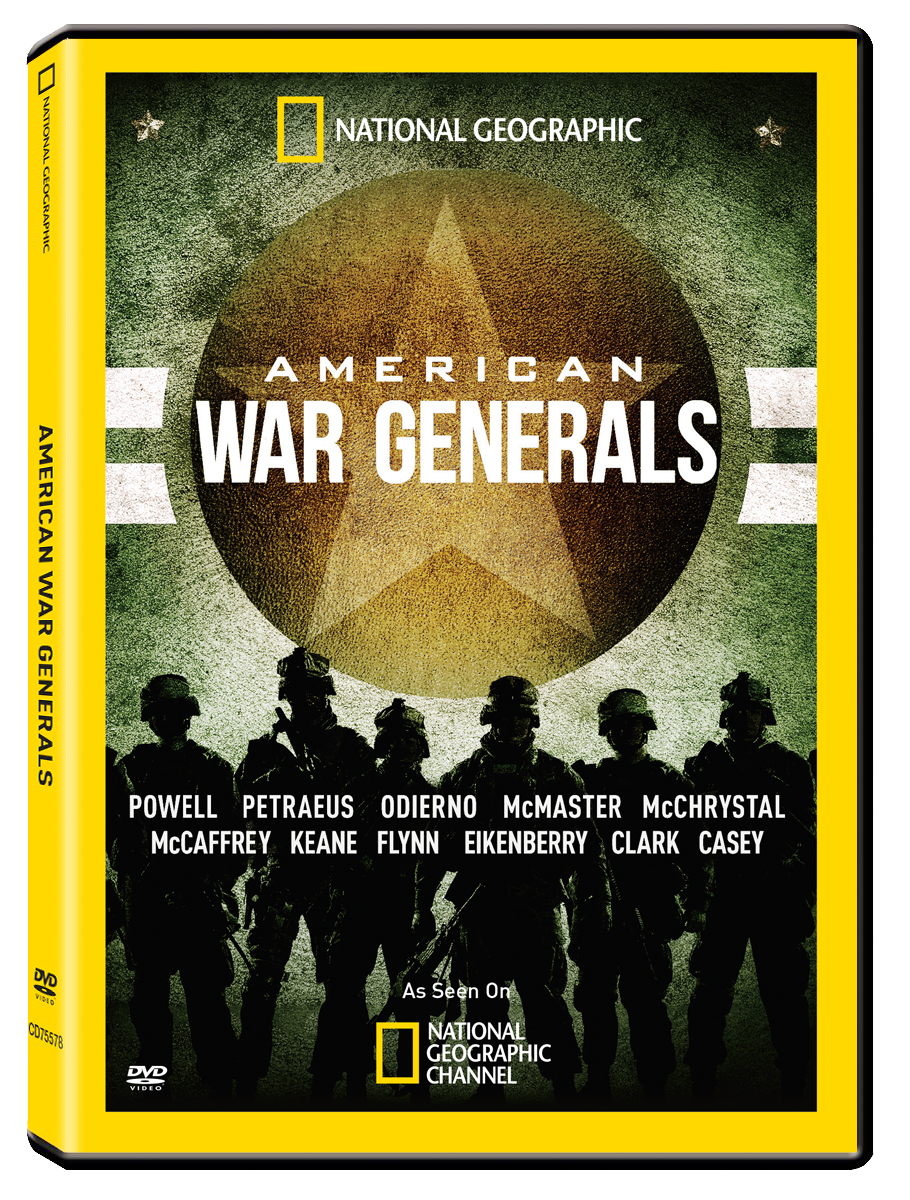 NATIONAL GEOGRAPHIC
AMERICAN WAR GENERALS
DVD
VIDEO
CD75578
NATIONAL GEOGRAPHIC
AMERICAN
WAR GENERALS
POWELL PETRAEUS ODIERNO McMASTER McCHRYSTAL
McCAFFREY KEANE FLYNN EIKENBERRY CLARK CASEY
As Seen On
NATIONAL
GEOGRAPHIC
CHANNEL
DVD
VIDEO